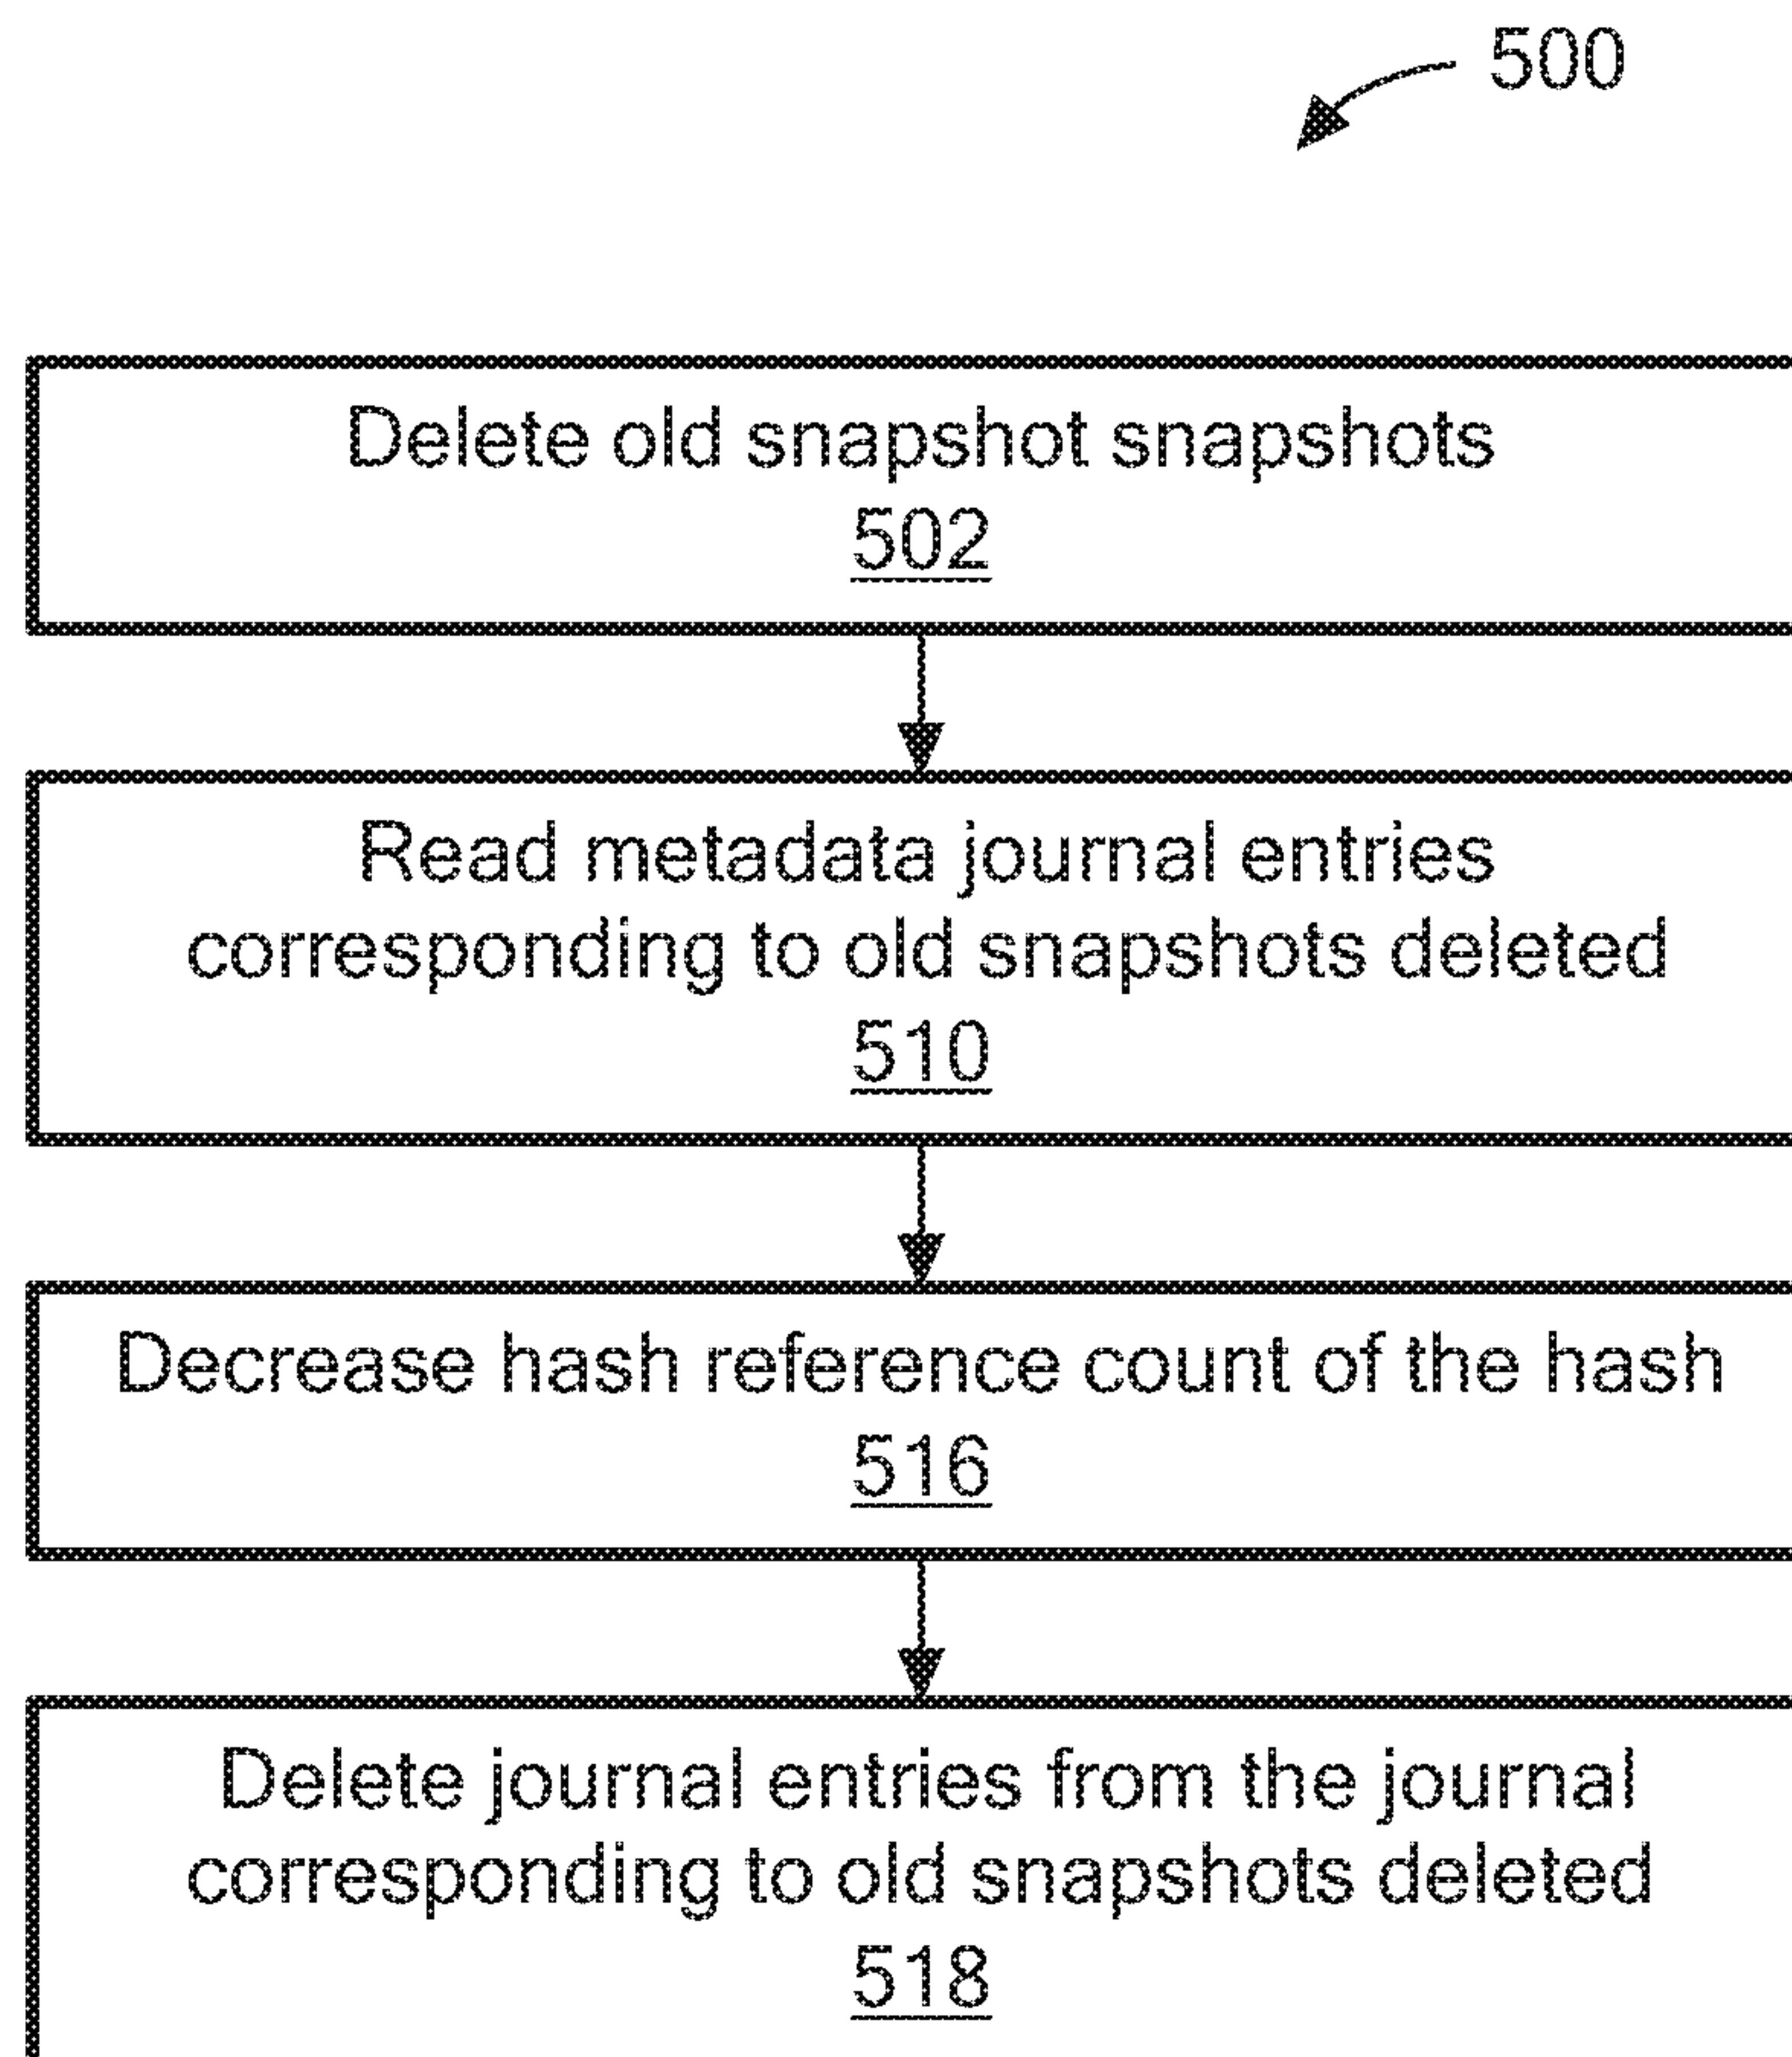 500
Delete old snapshot snapshots
502
Read metadata journal entries
corresponding to old snapshots deleted
510
Decrease hash reference count of the hash
516
Delete journal entries from the journal
corresponding to old snapshots deleted
518